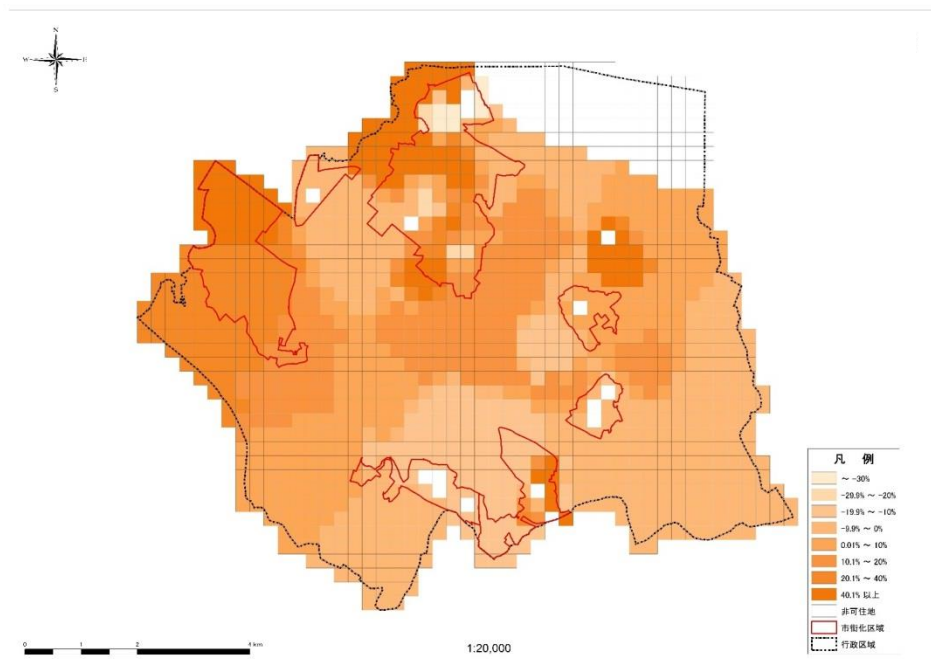 N
W
E
S
凡 例
～ -30%
-29.9% ～ -20%
-19.9% ～ -10%
-9.9% ～ 0%
0.01% ～ 10%
10.1% ～ 20%
20.1% ～ 40%
40.1% 以上
非可住地
市街化区域
行政区域
0 1 2 4 km
1:20,000